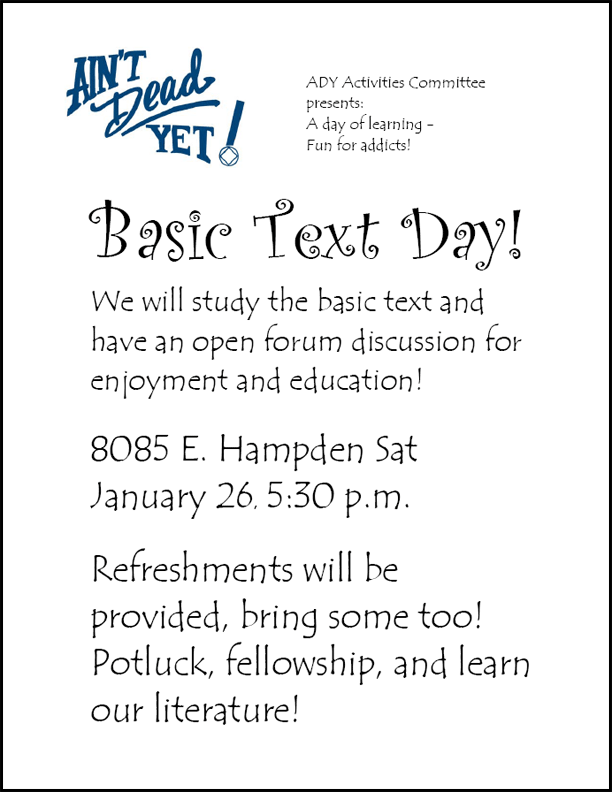 AIN'T
Dead
YET!
ADY Activities Committee
presents:
A day of learning -
Fun for addicts!
Basic Text Day!
We will study the basic text and
have an open forum discussion for
enjoyment and education!
8085 E. Hampden Sat
January 26, 5:30 p.m.
Refreshments will be
provided, bring some too!
Potluck, fellowship, and learn
our literature!